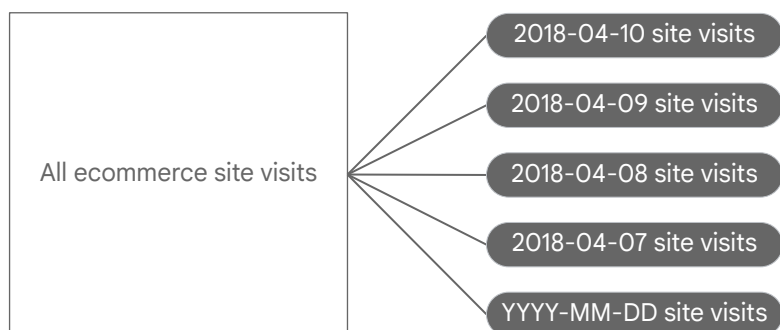 All ecommerce site visits
2018-04-10 site visits
2018-04-09 site visits
2018-04-08 site visits
2018-04-07 site visits
YYYY-MM-DD site visits